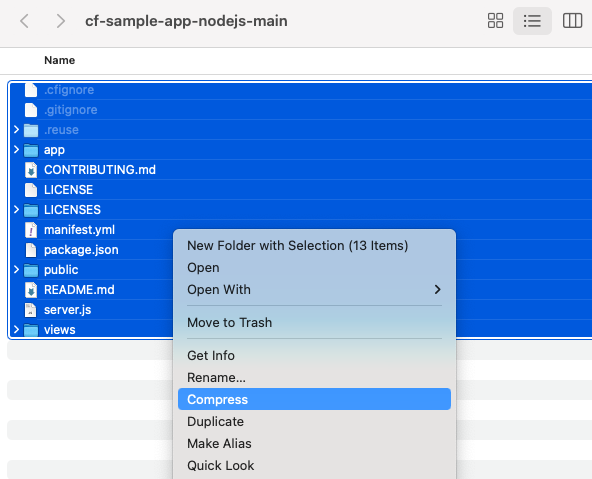 cf-sample-app-nodejs-main
Name
.cfignore
.gitignore
.reuse
app
CONTRIBUTING.md
LICENSE
LICENSES
manifest.yml
package.json
public
README.md
server.js
views
New Folder with Selection (13 Items)
Open
Open With
Move to Trash
Get Info
Rename...
Compress
Duplicate
Make Alias
Quick Look